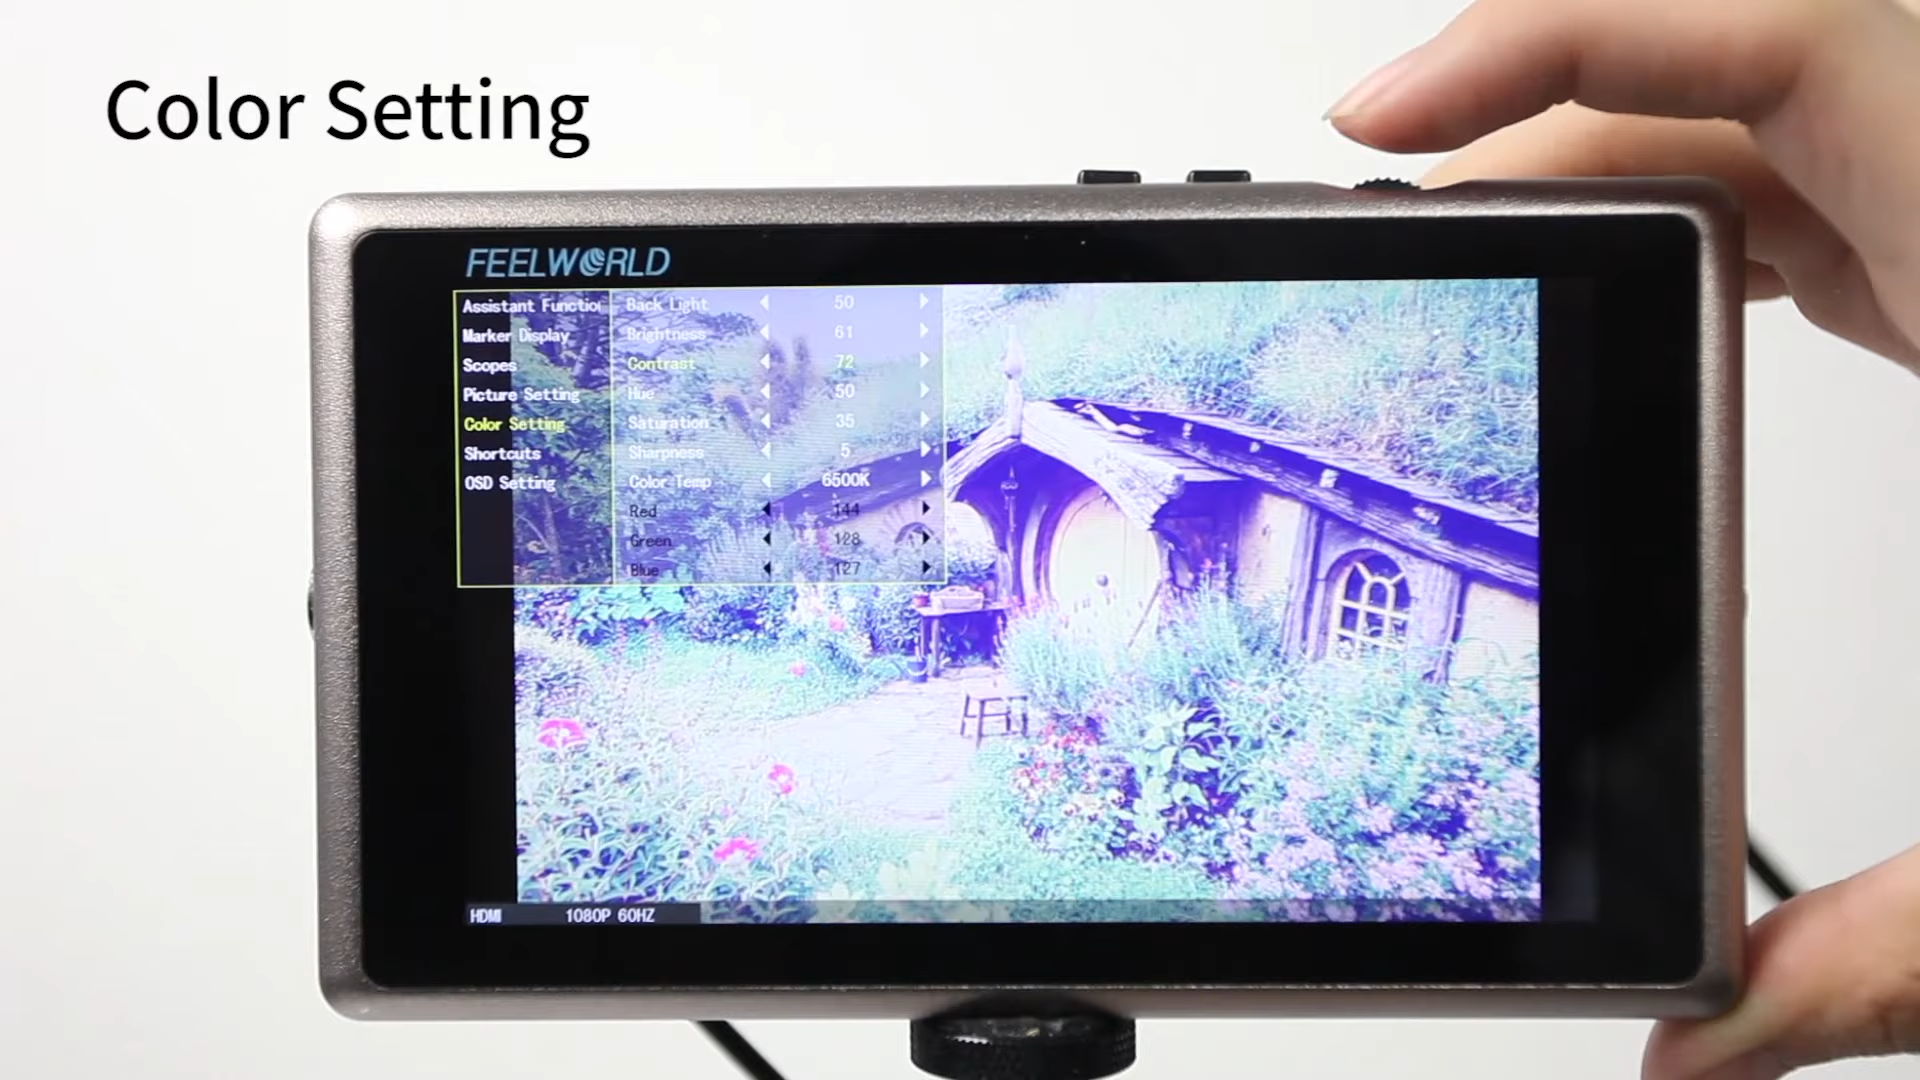 Color Setting
FEELWORLD
Assistant Functio
Marker Display
Scopes
Picture Setting
Color Setting
Shortcuts
OSD Setting
Back Light 50
Brightness 61
Contrast 72
Hue 50
Saturation 35
Sharpness 5
Color Temp 6500K
Red 144
Green 128
Blue 127
HDMI 1080P 60HZ